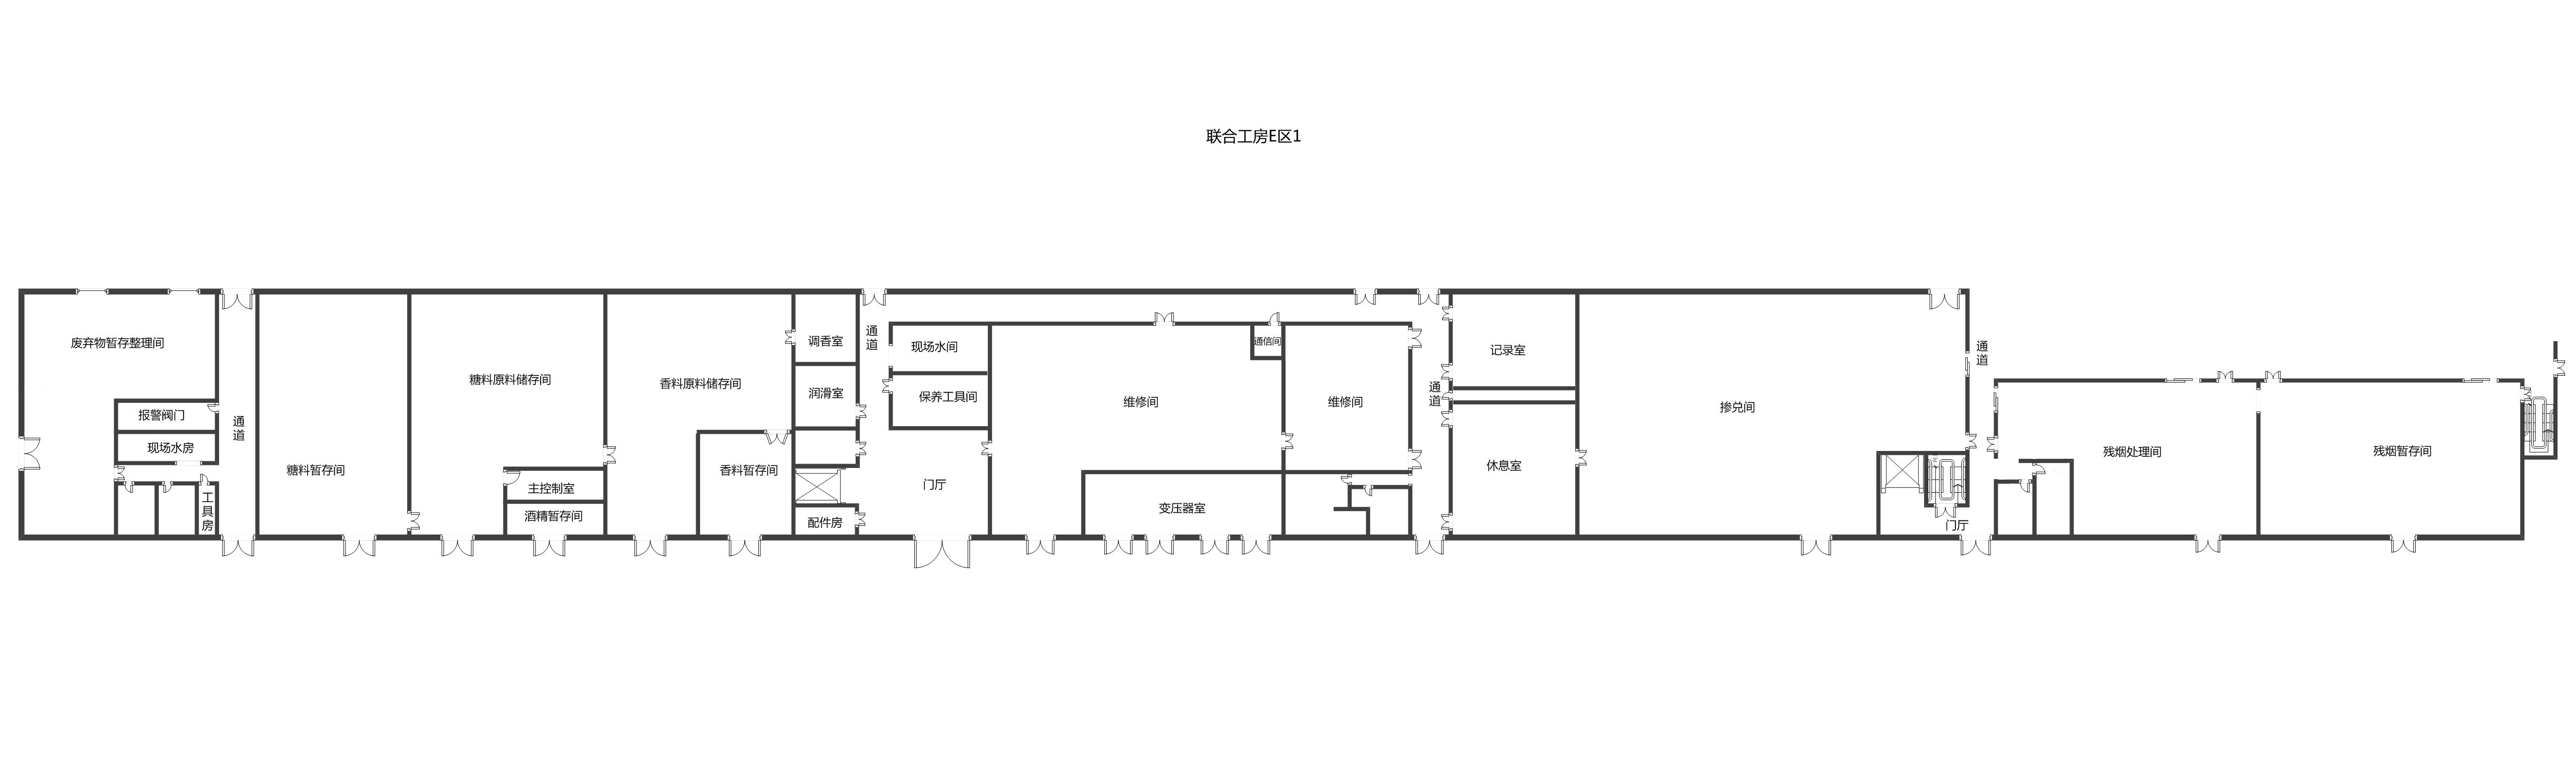 联合工房E区1
废弃物暂存整理间
报警阀门
现场水房
工具房
通道
糖料暂存间
糖料原料储存间
主控制室
酒精暂存间
香料原料储存间
香料暂存间
调香室
润滑室
配件房
通道
现场水间
保养工具间
门厅
维修间
通信间
变压器室
维修间
通道
记录室
休息室
掺兑间
门厅
通道
残烟处理间
残烟暂存间